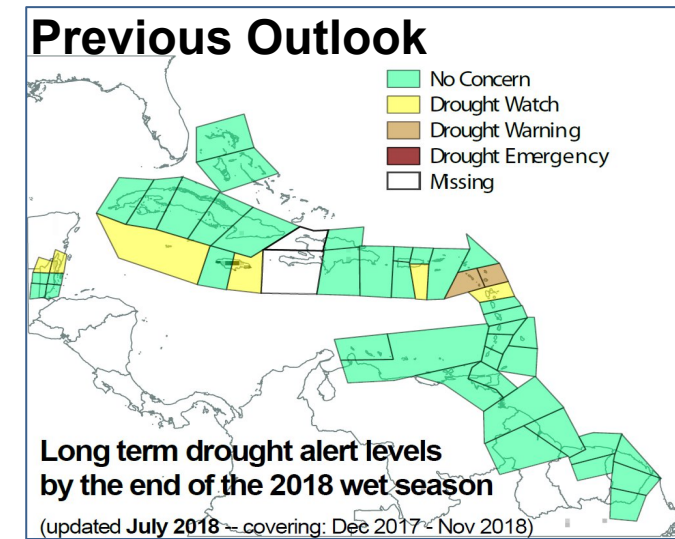 Previous Outlook
No Concern
Drought Watch
Drought Warning
Drought Emergency
Missing
Long term drought alert levels
by the end of the 2018 wet season
(updated July 2018 -- covering: Dec 2017 - Nov 2018)